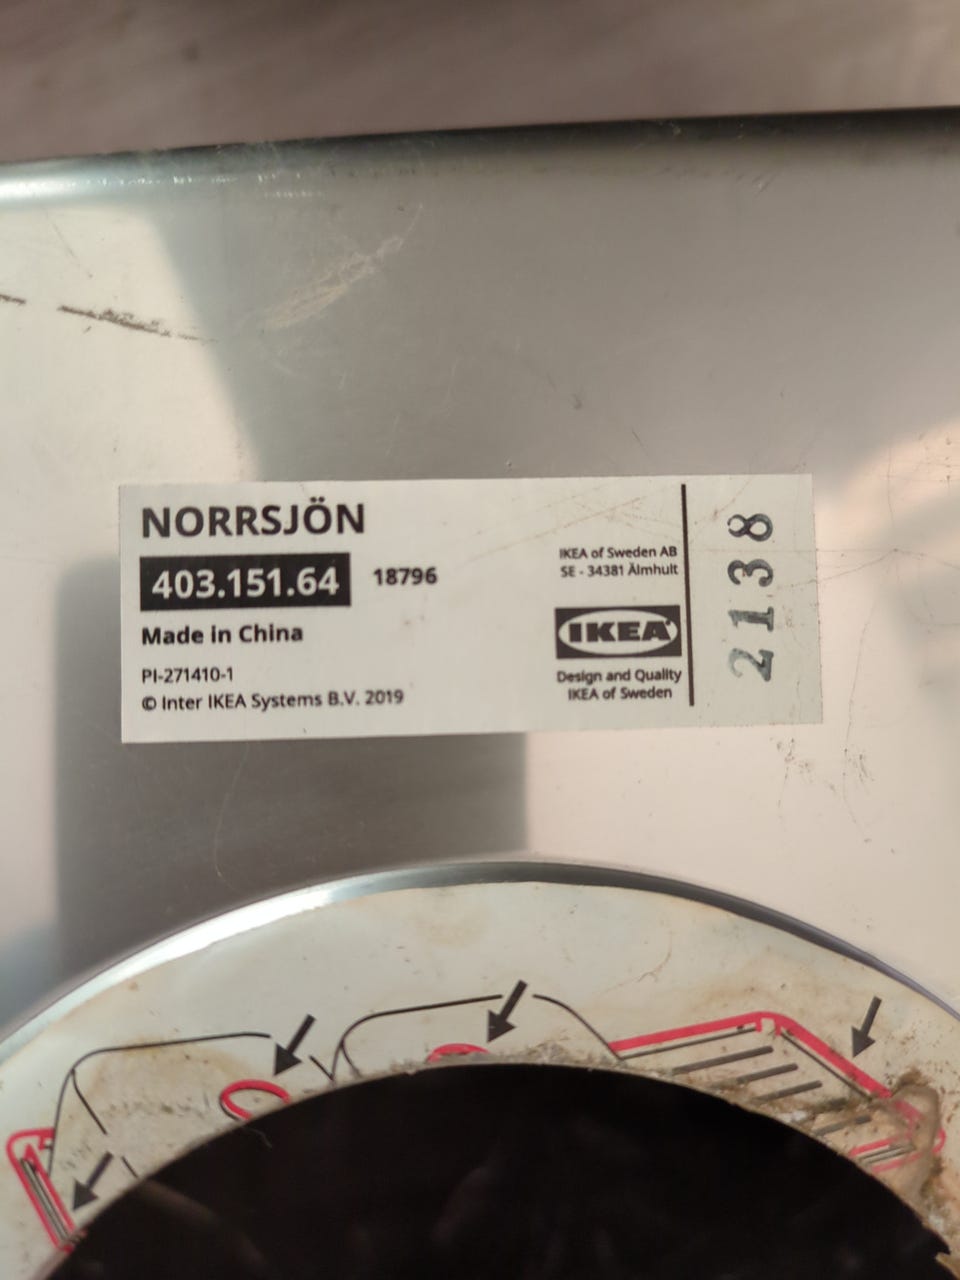 NORRSJÖN
403.151.64 18796
Made in China
PI-271410-1
© Inter IKEA Systems B.V. 2019
IKEA of Sweden AB
SE - 34381 Älmhult
IKEA
Design and Quality
IKEA of Sweden
2138